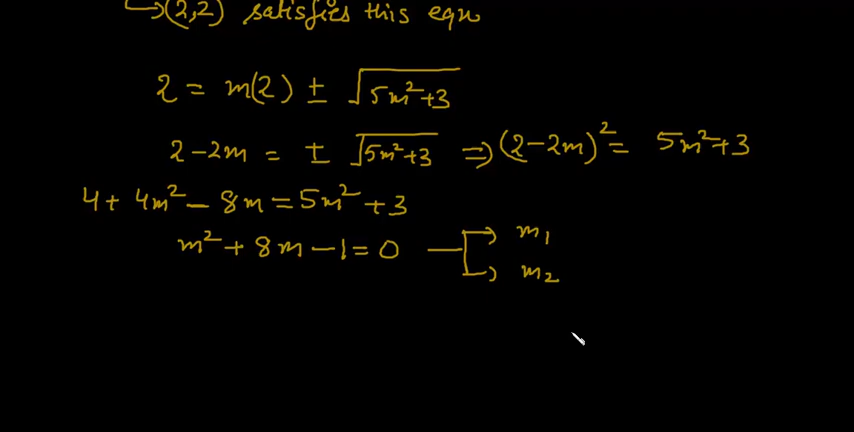 ↳(2,2) satisfies this equ
2 = m(2) ± √(5m²+3)
2-2m = ± √(5m²+3) ⇒ (2-2m)² = 5m²+3
4+ 4m² - 8m = 5m² +3
m² + 8m -1 = 0 → m₁
→ m₂